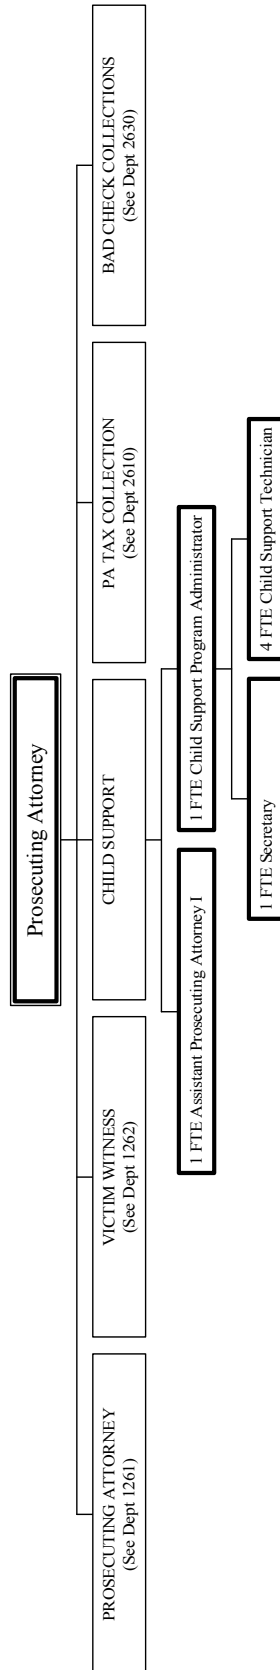 Prosecuting Attorney
PROSECUTING ATTORNEY
(See Dept 1261)
VICTIM WITNESS
(See Dept 1262)
CHILD SUPPORT
PA TAX COLLECTION
(See Dept 2610)
BAD CHECK COLLECTIONS
(See Dept 2630)
1 FTE Assistant Prosecuting Attorney I
1 FTE Child Support Program Administrator
1 FTE Secretary
4 FTE Child Support Technician